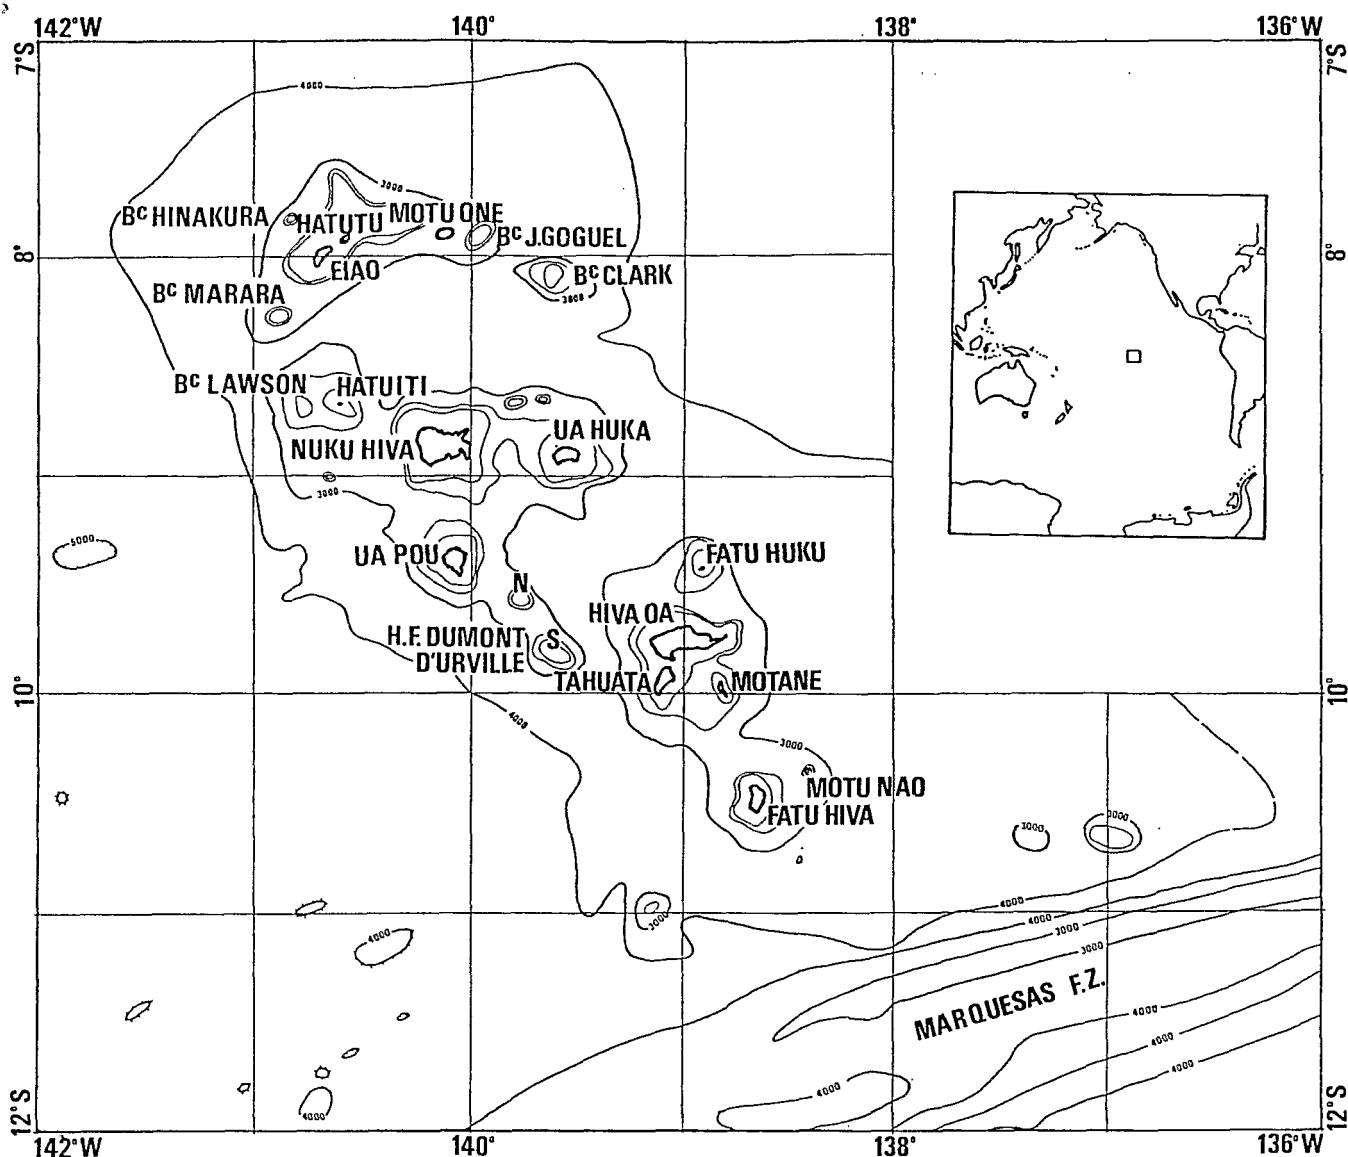 142°W 140° 138° 136°W
7°S 7°S
4000
3000
Bᶜ HINAKURA HATUTU MOTU ONE
Bᶜ J.GOGUEL
8° 8°
EIAO Bᶜ CLARK
Bᶜ MARARA
3000
Bᶜ LAWSON HATUITI
NUKU HIVA UA HUKA
3000
5000
UA POU FATU HUKU
N
HIVA OA
H.F. DUMONT S
D'URVILLE
TAHUATA MOTANE
10° 10°
4000
3000
MOTU NAO
FATU HIVA
3000 3000
4000
4000
3000
3000
3000
4000
MARQUESAS F.Z.
4000
4000
4000
4000
4000
12°S 12°S
142°W 140° 138° 136°W